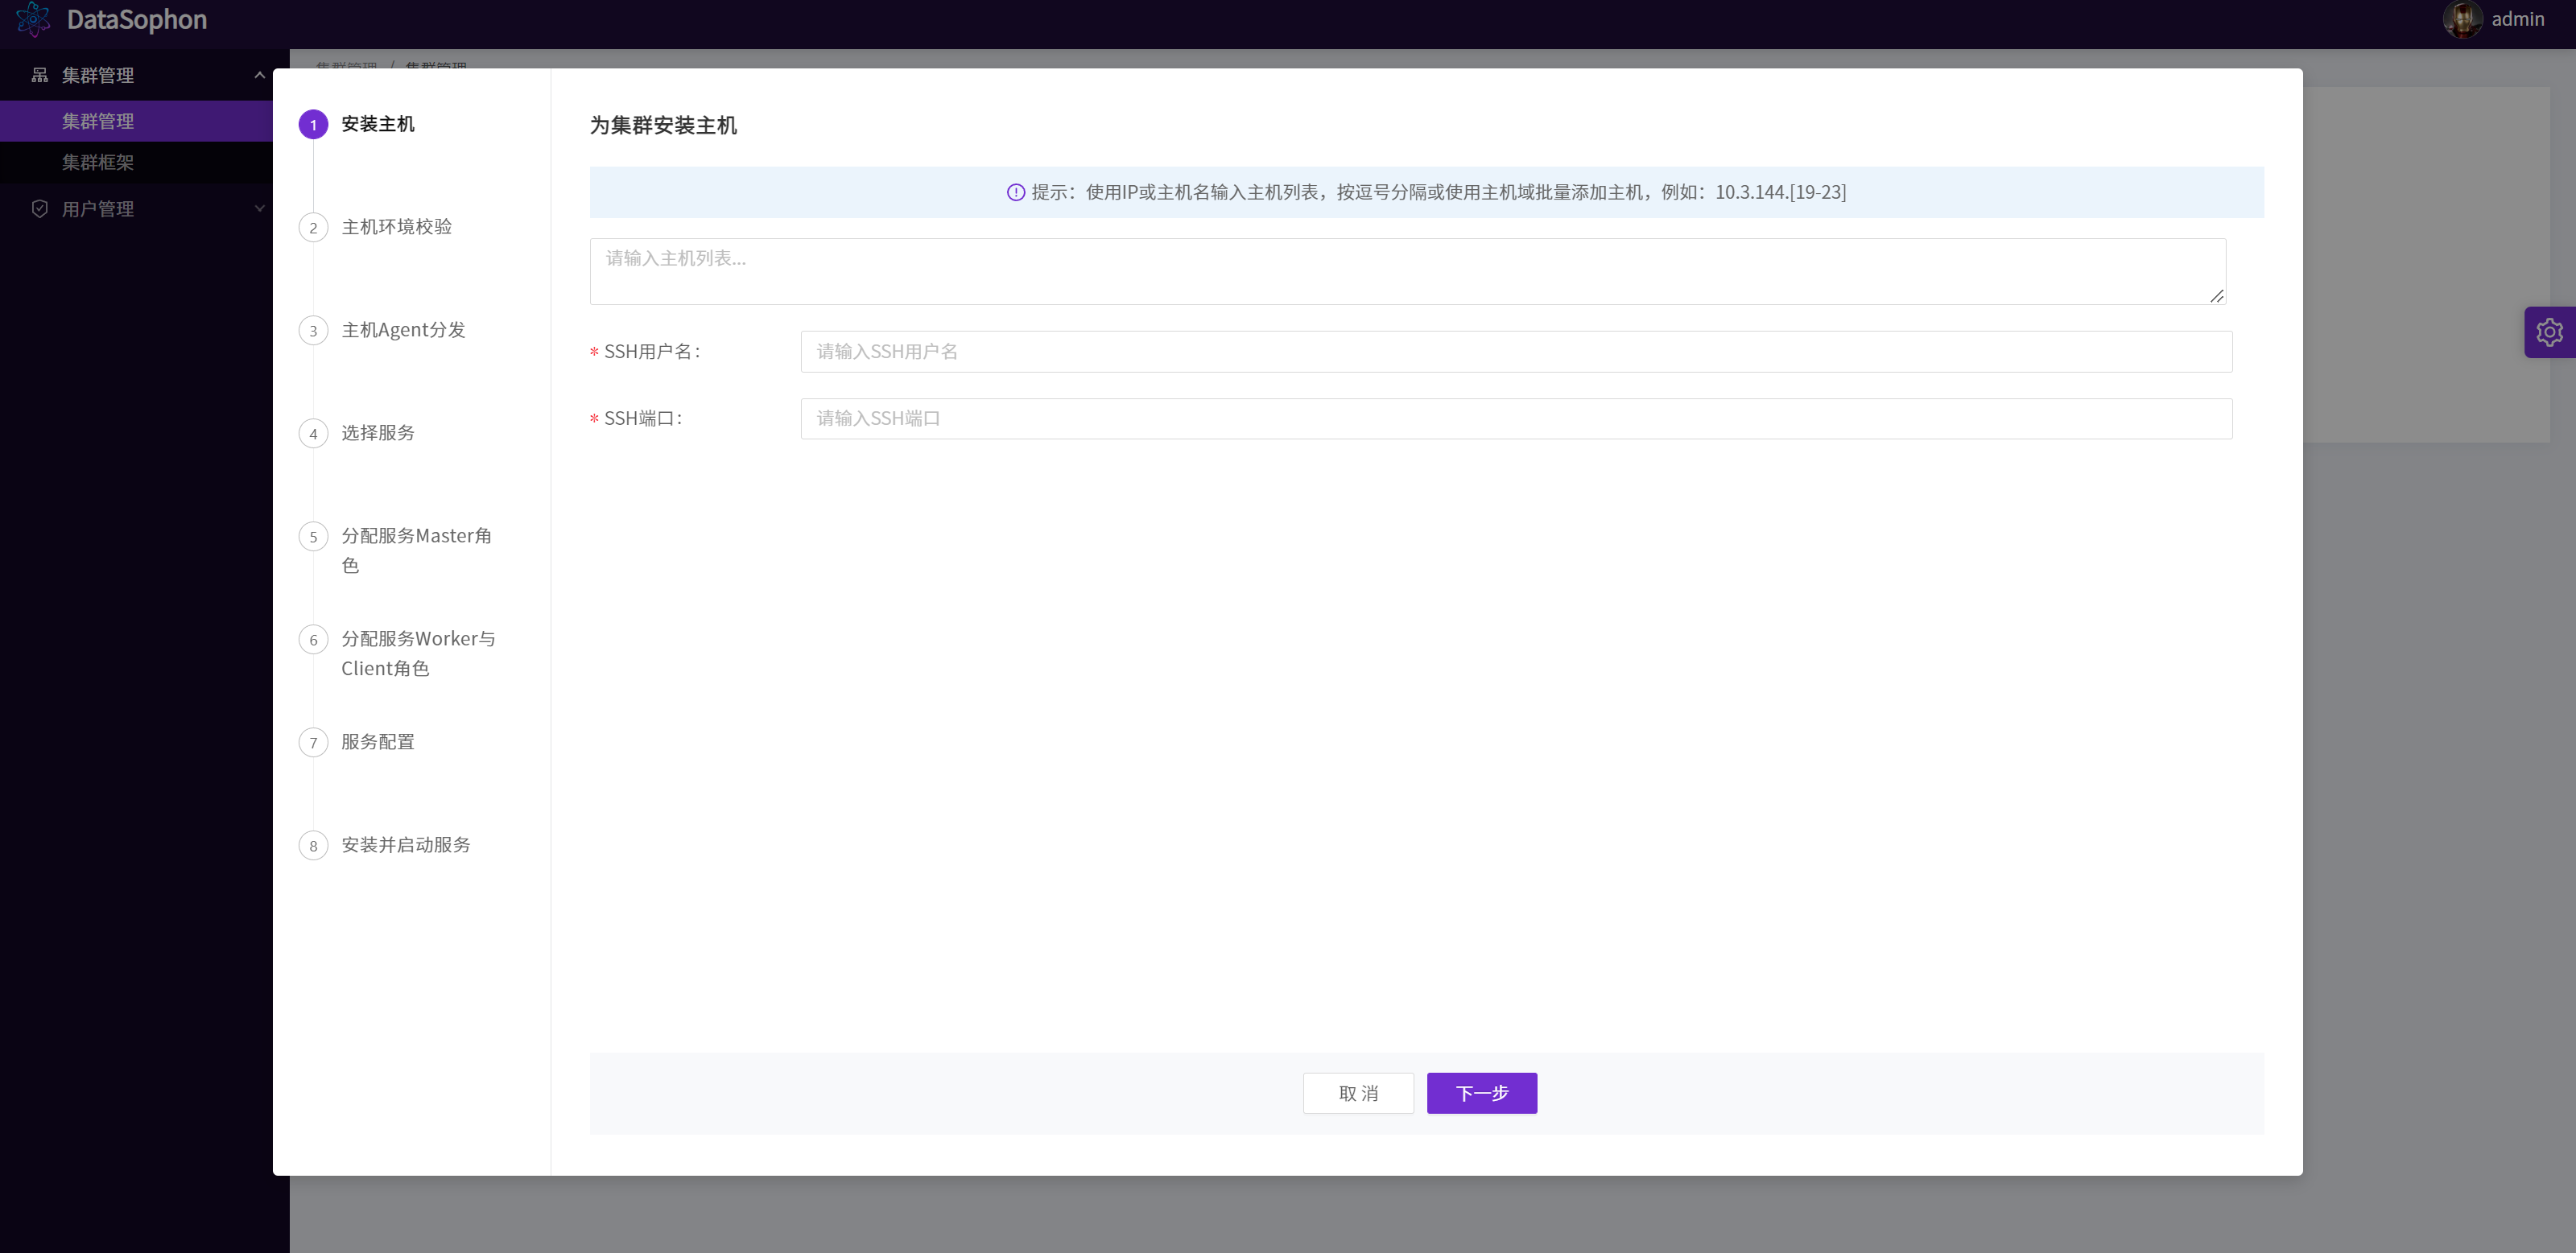 DataSophon
admin
集群管理
集群管理
集群框架
用户管理
集群管理 / 集群管理
1 安装主机
2 主机环境校验
3 主机Agent分发
4 选择服务
5 分配服务Master角
色
6 分配服务Worker与
Client角色
7 服务配置
8 安装并启动服务
为集群安装主机
提示：使用IP或主机名输入主机列表，按逗号分隔或使用主机域批量添加主机，例如：10.3.144.[19-23]
请输入主机列表...
* SSH用户名：
请输入SSH用户名
* SSH端口：
请输入SSH端口
取 消
下一步